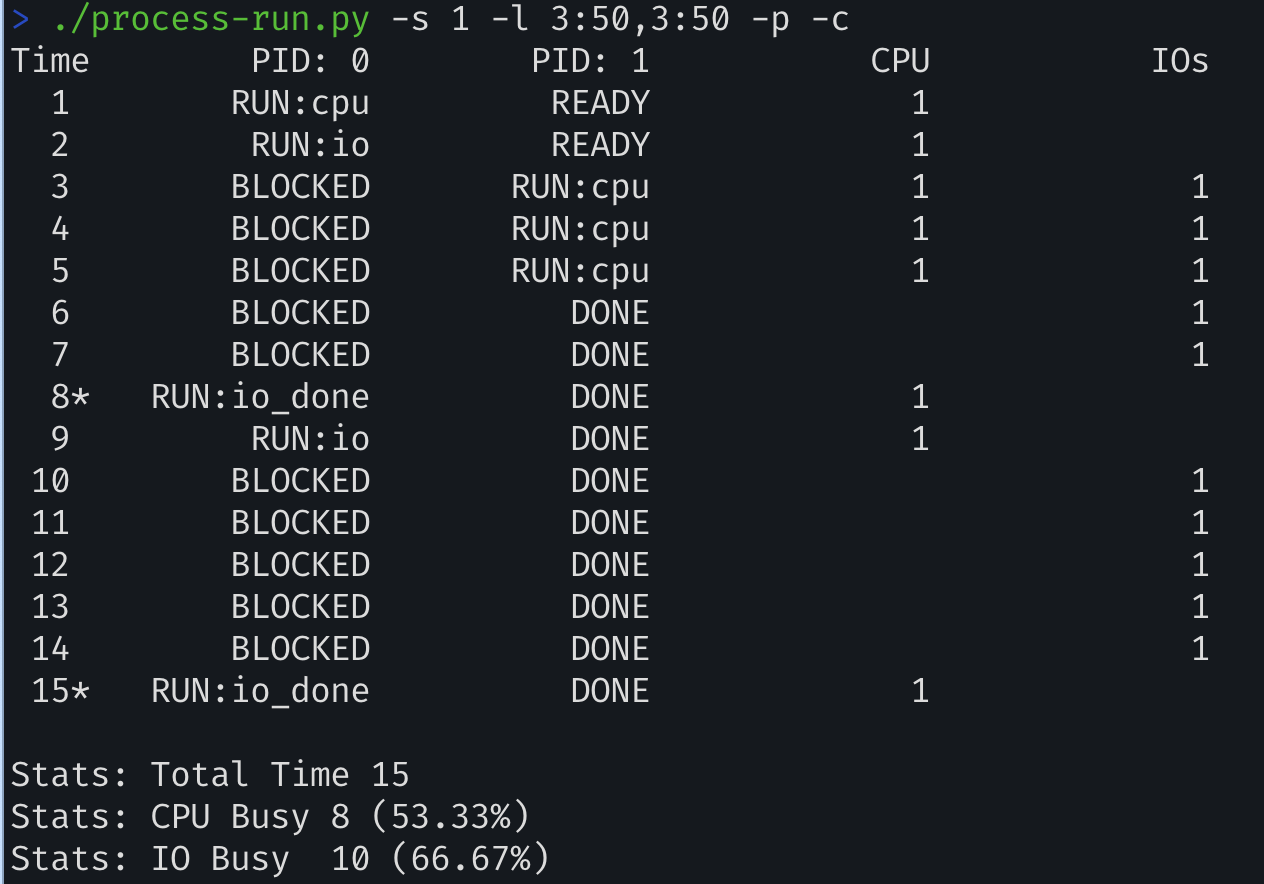 > ./process-run.py -s 1 -l 3:50,3:50 -p -c
Time        PID: 0        PID: 1           CPU           IOs
  1        RUN:cpu         READY             1
  2         RUN:io         READY             1
  3        BLOCKED       RUN:cpu             1             1
  4        BLOCKED       RUN:cpu             1             1
  5        BLOCKED       RUN:cpu             1             1
  6        BLOCKED          DONE                           1
  7        BLOCKED          DONE                           1
  8*   RUN:io_done          DONE             1
  9         RUN:io          DONE             1
 10        BLOCKED          DONE                           1
 11        BLOCKED          DONE                           1
 12        BLOCKED          DONE                           1
 13        BLOCKED          DONE                           1
 14        BLOCKED          DONE                           1
 15*   RUN:io_done          DONE             1
Stats: Total Time 15
Stats: CPU Busy 8 (53.33%)
Stats: IO Busy  10 (66.67%)